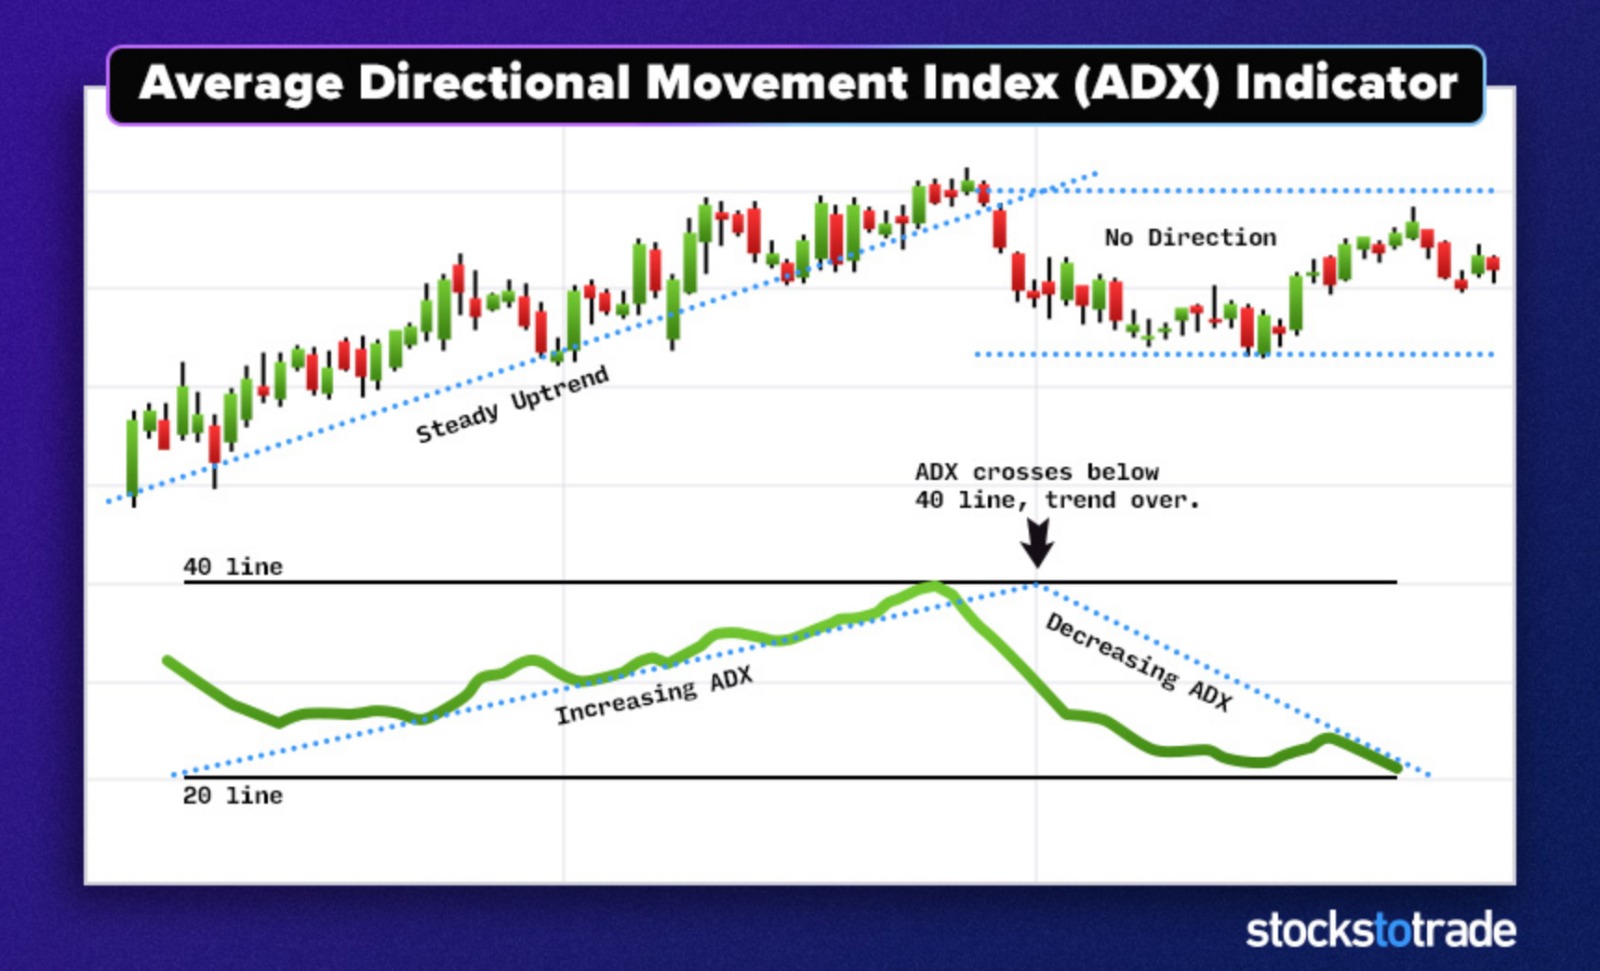 Average Directional Movement Index (ADX) Indicator
No Direction
Steady Uptrend
ADX crosses below
40 line, trend over.
40 line
Decreasing ADX
Increasing ADX
20 line
stockstotrade